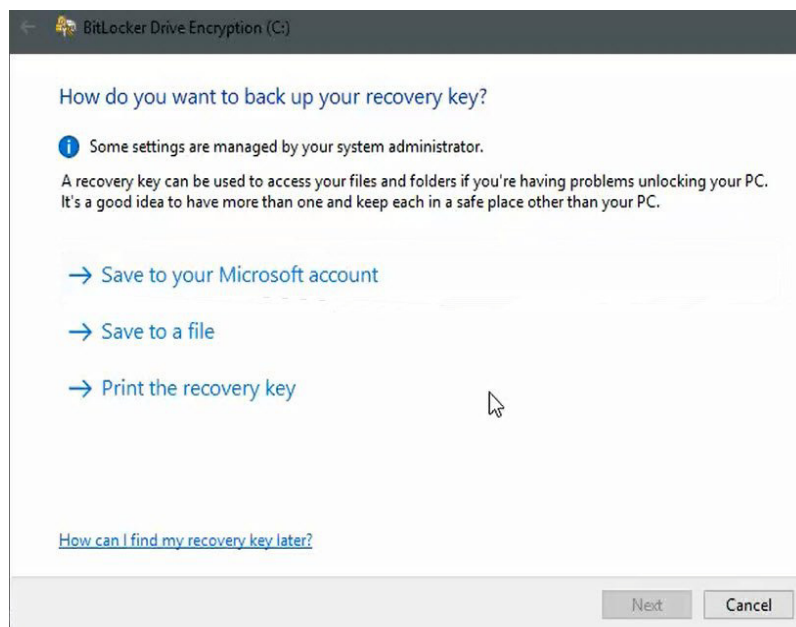 BitLocker Drive Encryption (C:)
How do you want to back up your recovery key?
Some settings are managed by your system administrator.
A recovery key can be used to access your files and folders if you're having problems unlocking your PC.
It's a good idea to have more than one and keep each in a safe place other than your PC.
Save to your Microsoft account
Save to a file
Print the recovery key
How can I find my recovery key later?
Next
Cancel